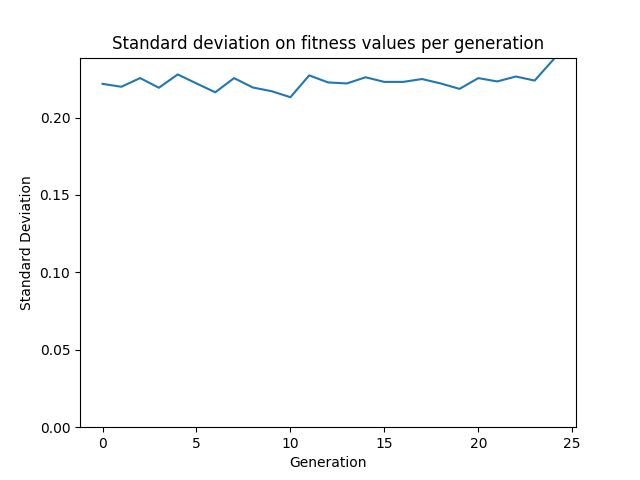 Standard deviation on fitness values per generation
Standard Deviation
0.20
0.15
0.10
0.05
0.00
0 5 10 15 20 25
Generation